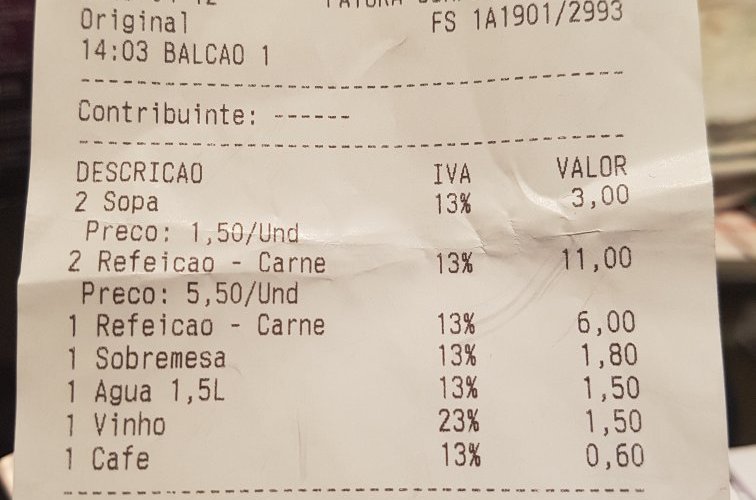 Original FS 1A1901/2993
14:03 BALCAO 1
--------------------------------------------
Contribuinte: ------
--------------------------------------------
DESCRICAO IVA VALOR
2 Sopa 13% 3,00
Preco: 1,50/Und
2 Refeicao - Carne 13% 11,00
Preco: 5,50/Und
1 Refeicao - Carne 13% 6,00
1 Sobremesa 13% 1,80
1 Agua 1,5L 13% 1,50
1 Vinho 23% 1,50
1 Cafe 13% 0,60
--------------------------------------------